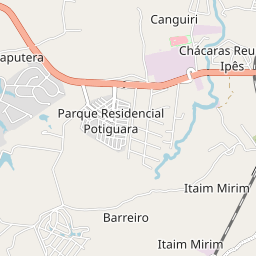 Canguiri
Chácaras Reu
Ipês
aputera
Parque Residencial
Potiguara
Itaim Mirim
Barreiro
Itaim Mirim